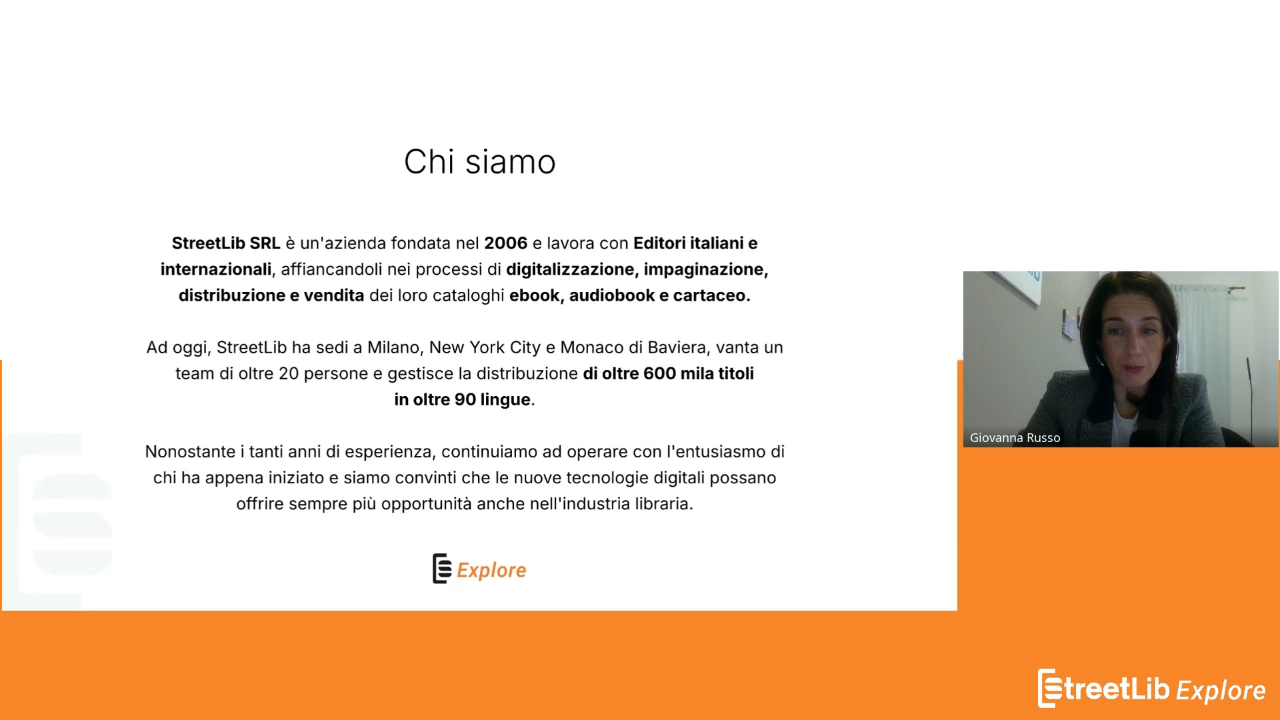 Chi siamo
StreetLib SRL è un'azienda fondata nel 2006 e lavora con Editori italiani e
internazionali, affiancandoli nei processi di digitalizzazione, impaginazione,
distribuzione e vendita dei loro cataloghi ebook, audiobook e cartaceo.
Ad oggi, StreetLib ha sedi a Milano, New York City e Monaco di Baviera, vanta un
team di oltre 20 persone e gestisce la distribuzione di oltre 600 mila titoli
in oltre 90 lingue.
Nonostante i tanti anni di esperienza, continuiamo ad operare con l'entusiasmo di
chi ha appena iniziato e siamo convinti che le nuove tecnologie digitali possano
offrire sempre più opportunità anche nell'industria libraria.
Explore
Giovanna Russo
StreetLib Explore